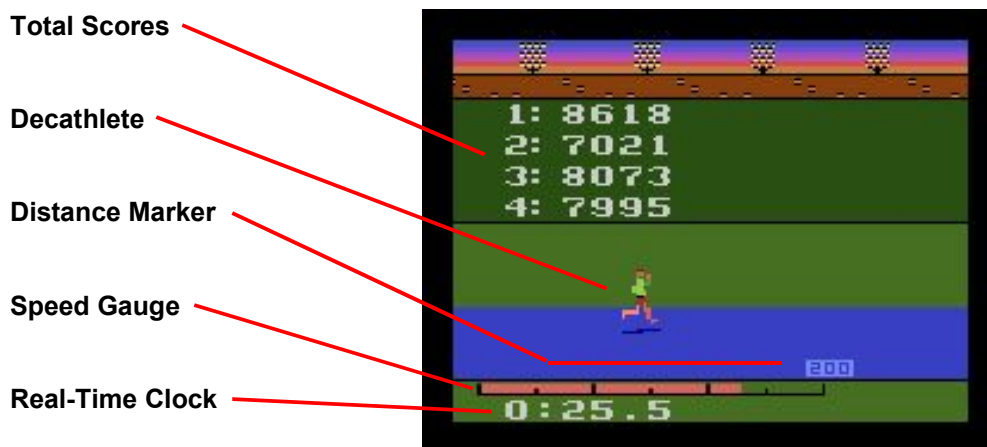 Total Scores
Decathlete
Distance Marker
Speed Gauge
Real-Time Clock
1: 8618
2: 7021
3: 8073
4: 7995
200
0:25.5